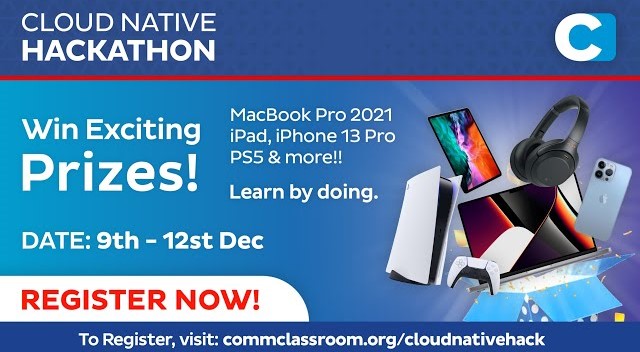 CLOUD NATIVE
HACKATHON
C
Win Exciting
Prizes!
MacBook Pro 2021
iPad, iPhone 13 Pro
PS5 & more!!
Learn by doing.
DATE: 9th - 12st Dec
REGISTER NOW!
To Register, visit: commclassroom.org/cloudnativehack